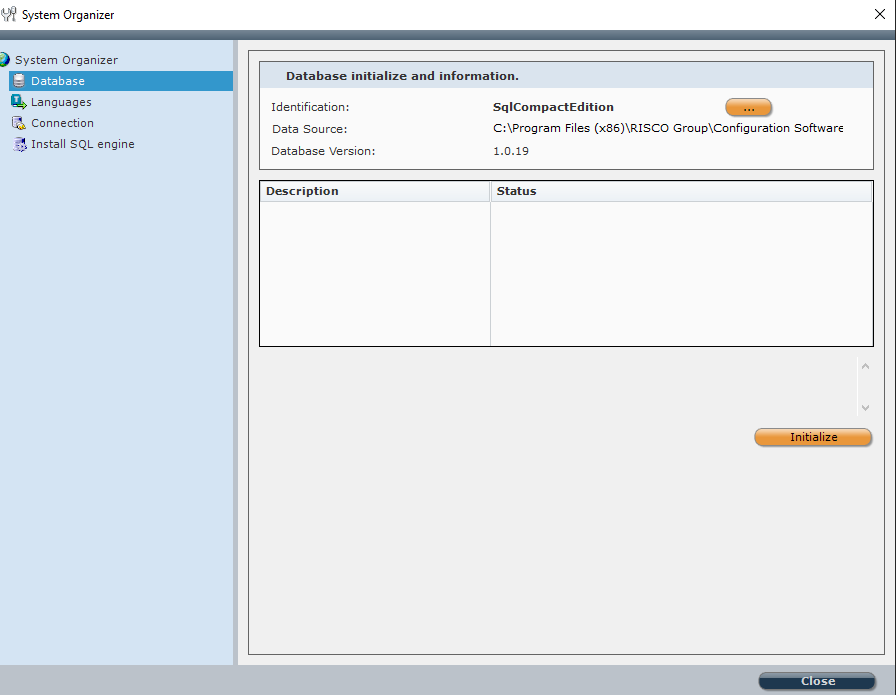 System Organizer
System Organizer
Database
Languages
Connection
Install SQL engine
Database initialize and information.
Identification: SqlCompactEdition ...
Data Source: C:\Program Files (x86)\RISCO Group\Configuration Software
Database Version: 1.0.19
Description Status
Initialize
Close